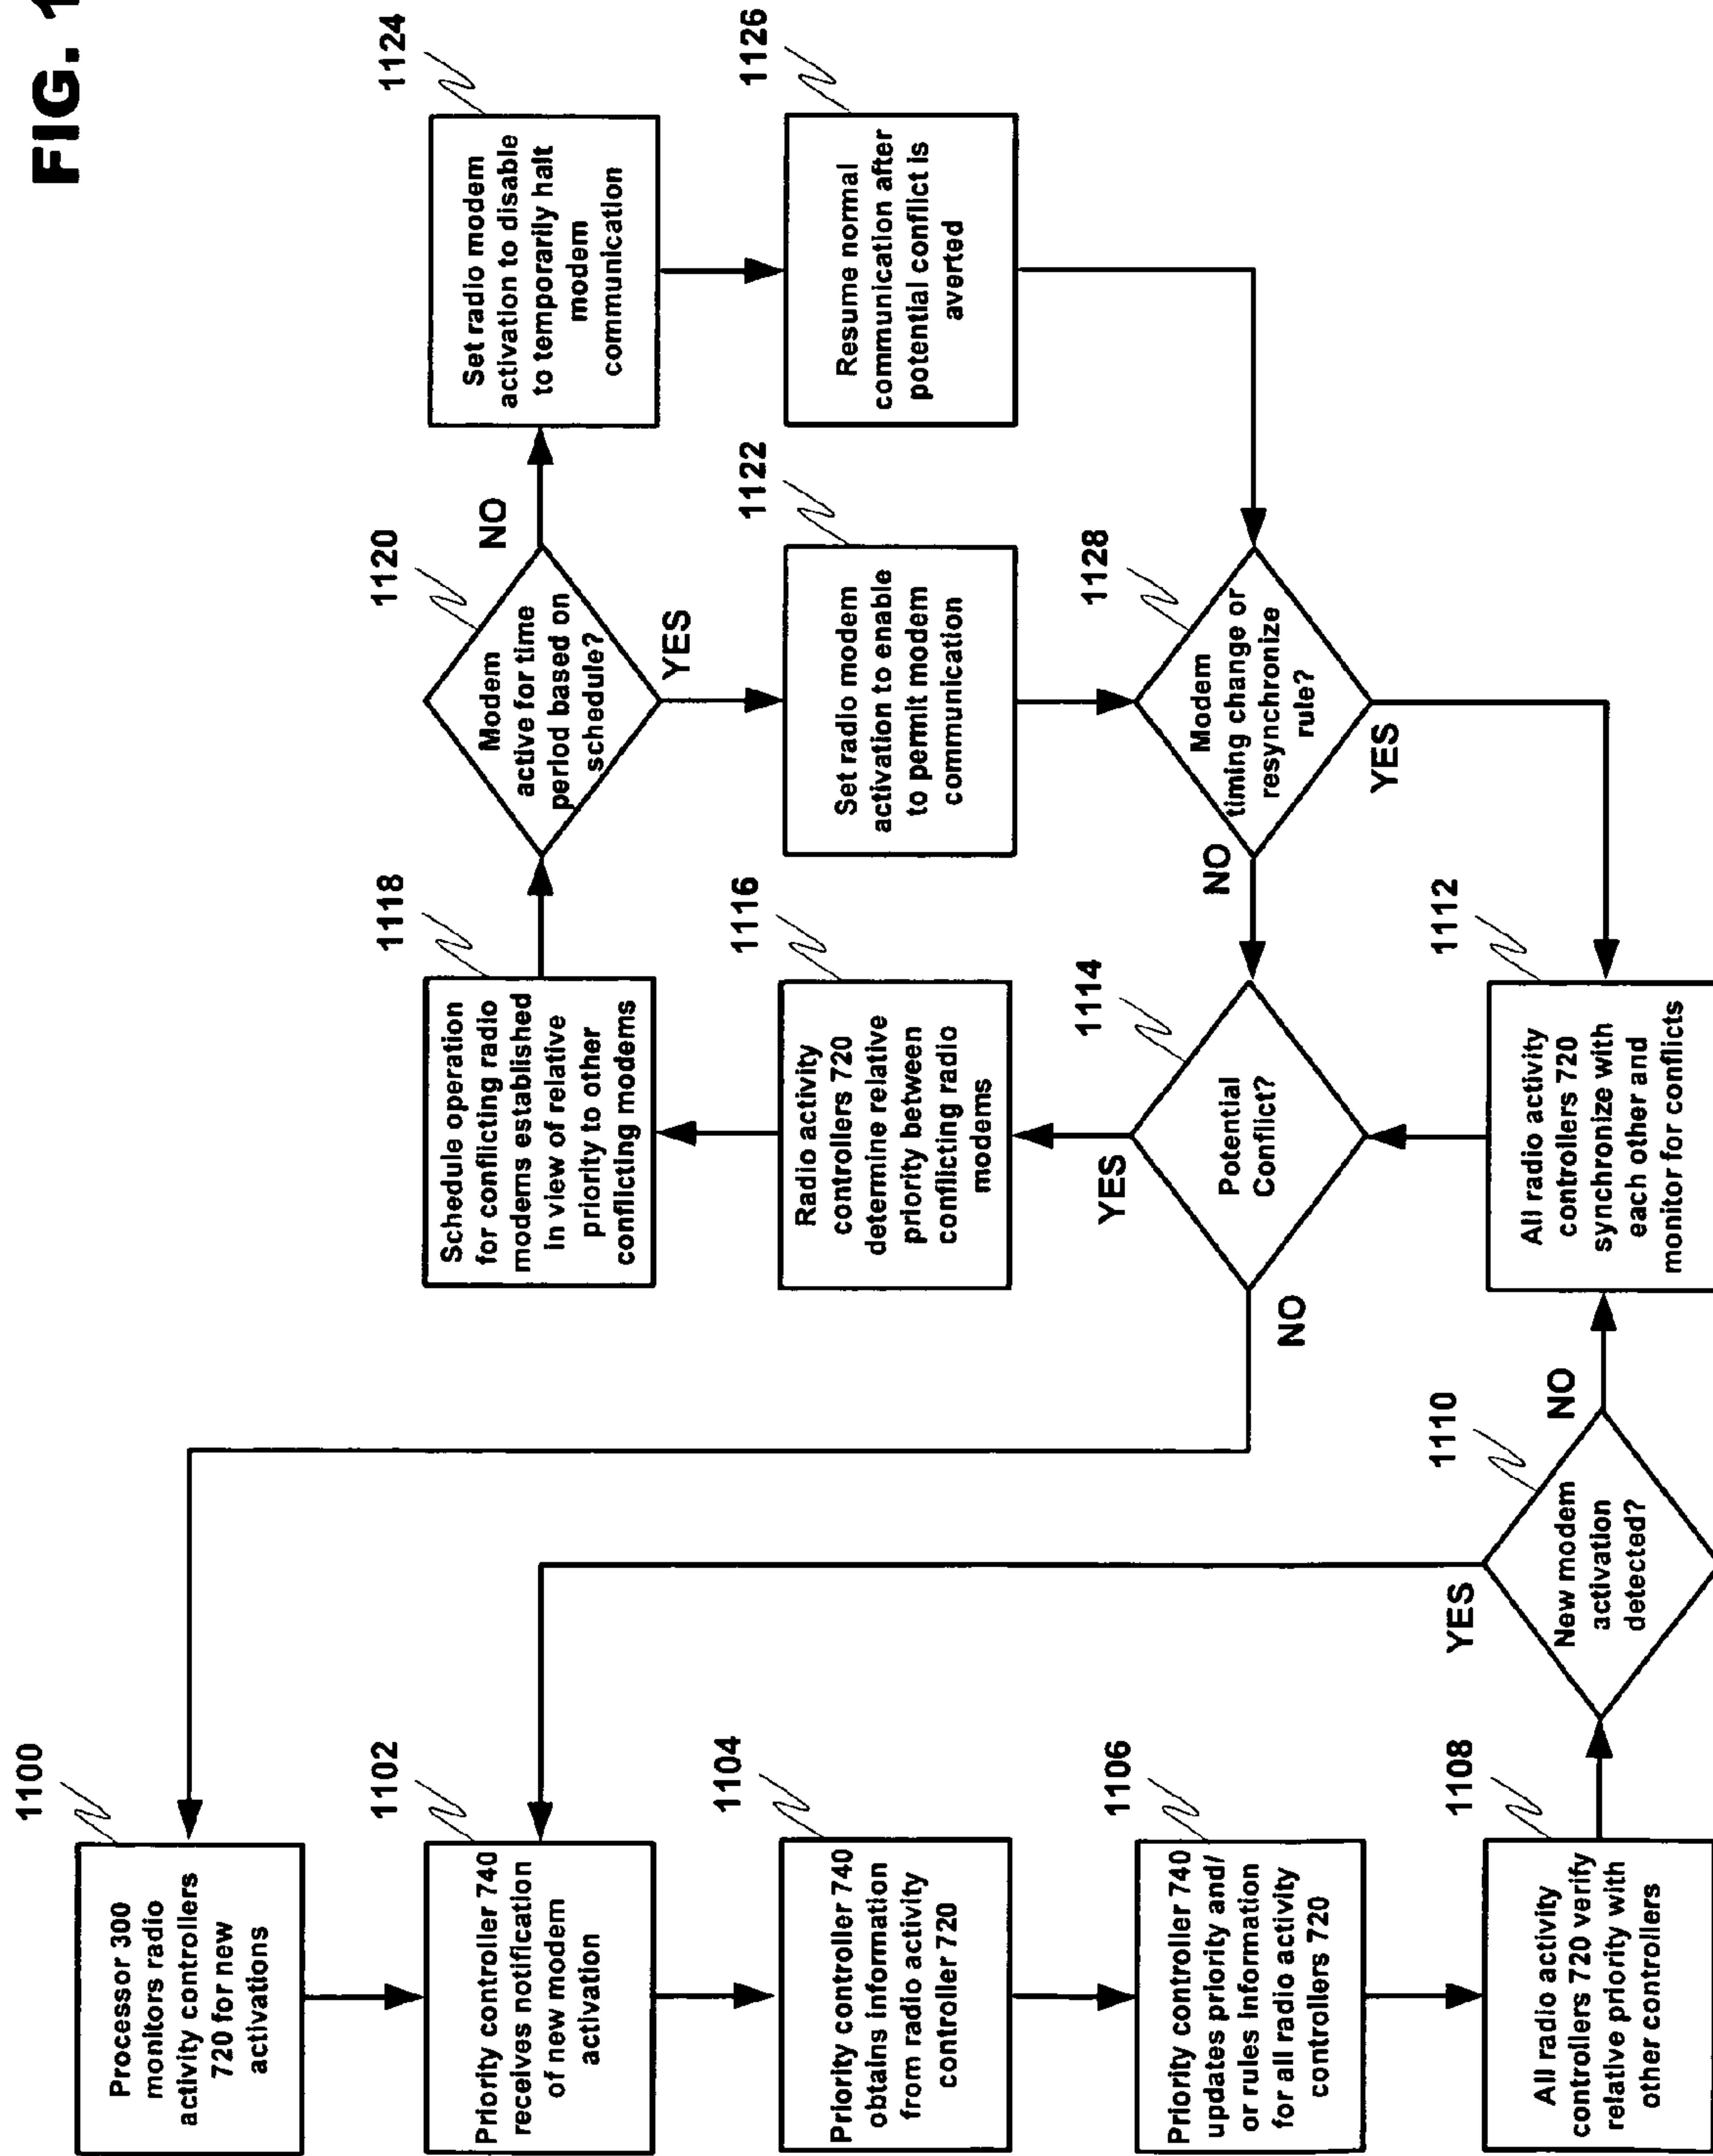 FIG. 1
1100
Processor 300
monitors radio
activity controllers
720 for new
activations
1102
Priority controller 740
receives notification
of new modem
activation
1104
Priority controller 740
obtains information
from radio activity
controller 720
1106
Priority controller 740
updates priority and/
or rules Information
for all radio activity
controllers 720
1108
All radio activity
controllers 720 verify
relative priority with
other controllers
1110
New modem
activation
detected?
YES
NO
1112
All radio activity
controllers 720
synchronize with
each other and
monitor for conflicts
1114
Potential
Conflict?
NO
YES
1116
Radio activity
controllers 720
determine relative
priority between
conflicting radio
modems
1118
Schedule operation
for conflicting radio
modems established
in view of relative
priority to other
conflicting modems
1120
Modem
active for time
period based on
schedule?
NO
YES
1122
Set radio modem
activation to enable
to permit modem
communication
1124
Set radio modem
activation to disable
to temporarily halt
modem
communication
1126
Resume normal
communication after
potential conflict is
averted
1128
Modem
timing change or
resynchronize
rule?
NO
YES